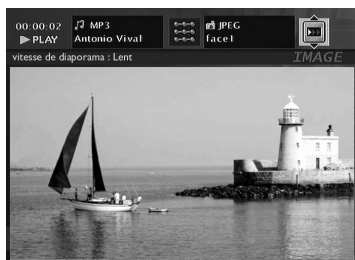 00:00:02 MP3 JPEG
PLAY Antonio Vival face1
vitesse de diaporama : Lent IMAGE